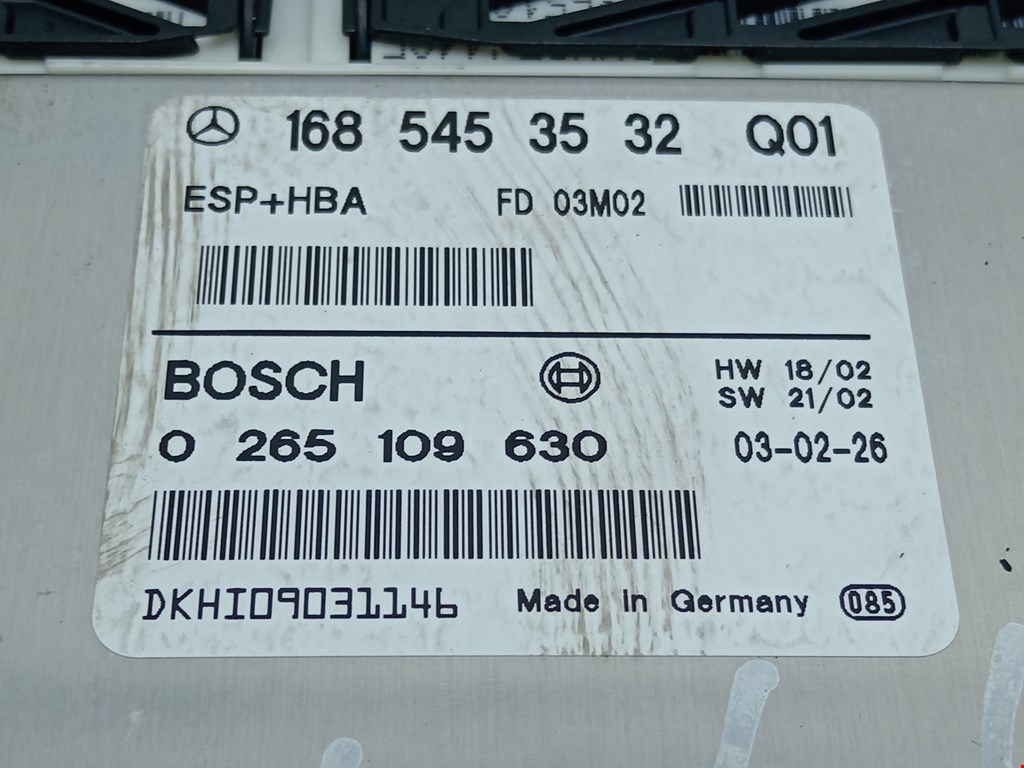 168 545 35 32 Q01
ESP+HBA FD 03M02
BOSCH HW 18/02
SW 21/02
0 265 109 630 03-02-26
DKHI09031146 Made in Germany 085